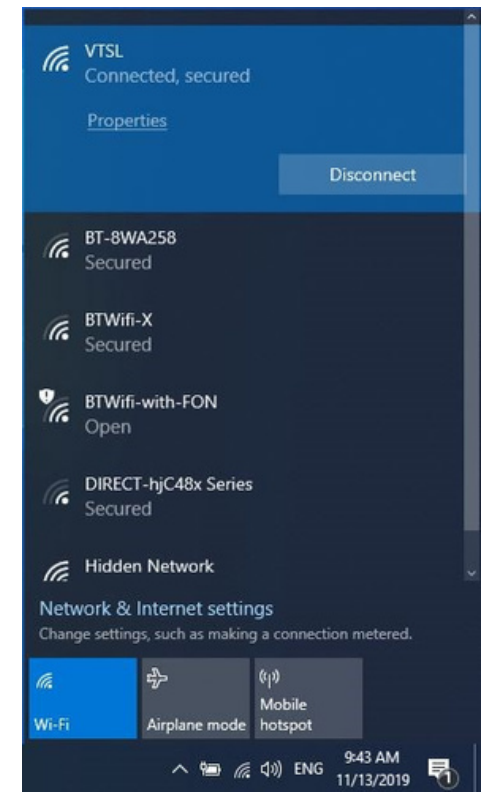 VTSL
Connected, secured
Properties
Disconnect
BT-8WA258
Secured
BTWifi-X
Secured
BTWifi-with-FON
Open
DIRECT-hjC48x Series
Secured
Hidden Network
Network & Internet settings
Change settings, such as making a connection metered.
Wi-Fi
Airplane mode
Mobile
hotspot
ENG
9:43 AM
11/13/2019
1